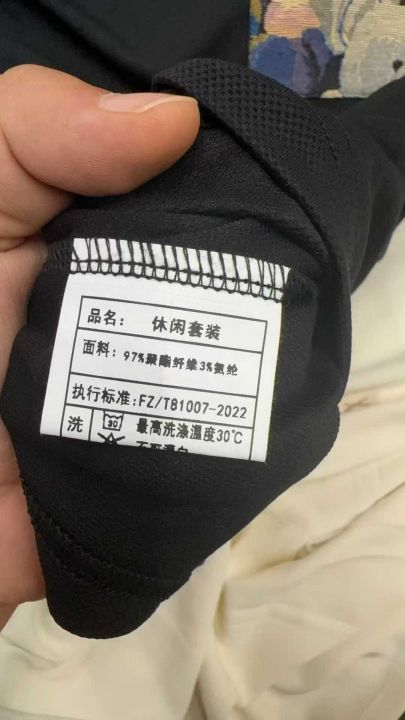 品名: 休闲套装
面料: 97%聚酯纤维3%氨纶
执行标准:FZ/T81007-2022
洗 30 最高洗涤温度30℃